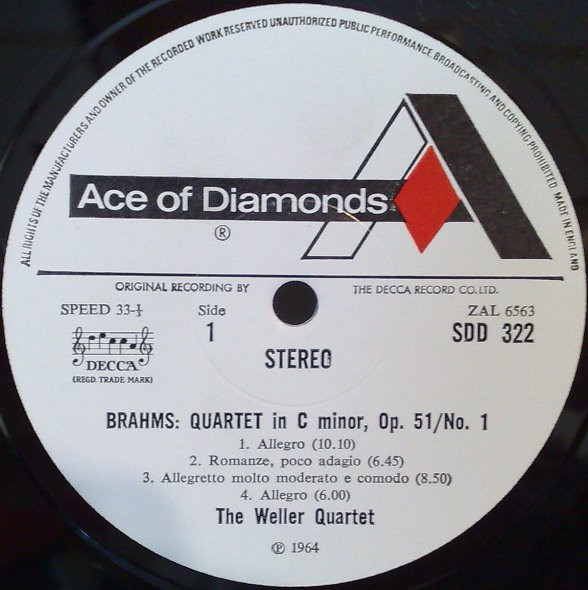 ALL RIGHTS OF THE MANUFACTURERS AND OWNER OF THE RECORDED WORK RESERVED UNAUTHORIZED PUBLIC PERFORMANCE BROADCASTING AND COPYING PROHIBITED MADE IN ENGLAND
Ace of Diamonds
®
ORIGINAL RECORDING BY THE DECCA RECORD CO. LTD.
SPEED 33-⅓ Side ZAL 6563
1 SDD 322
DECCA STEREO
(REGD. TRADE MARK)
BRAHMS: QUARTET in C minor, Op. 51/No. 1
1. Allegro (10.10)
2. Romanze, poco adagio (6.45)
3. Allegretto molto moderato e comodo (8.50)
4. Allegro (6.00)
The Weller Quartet
℗ 1964